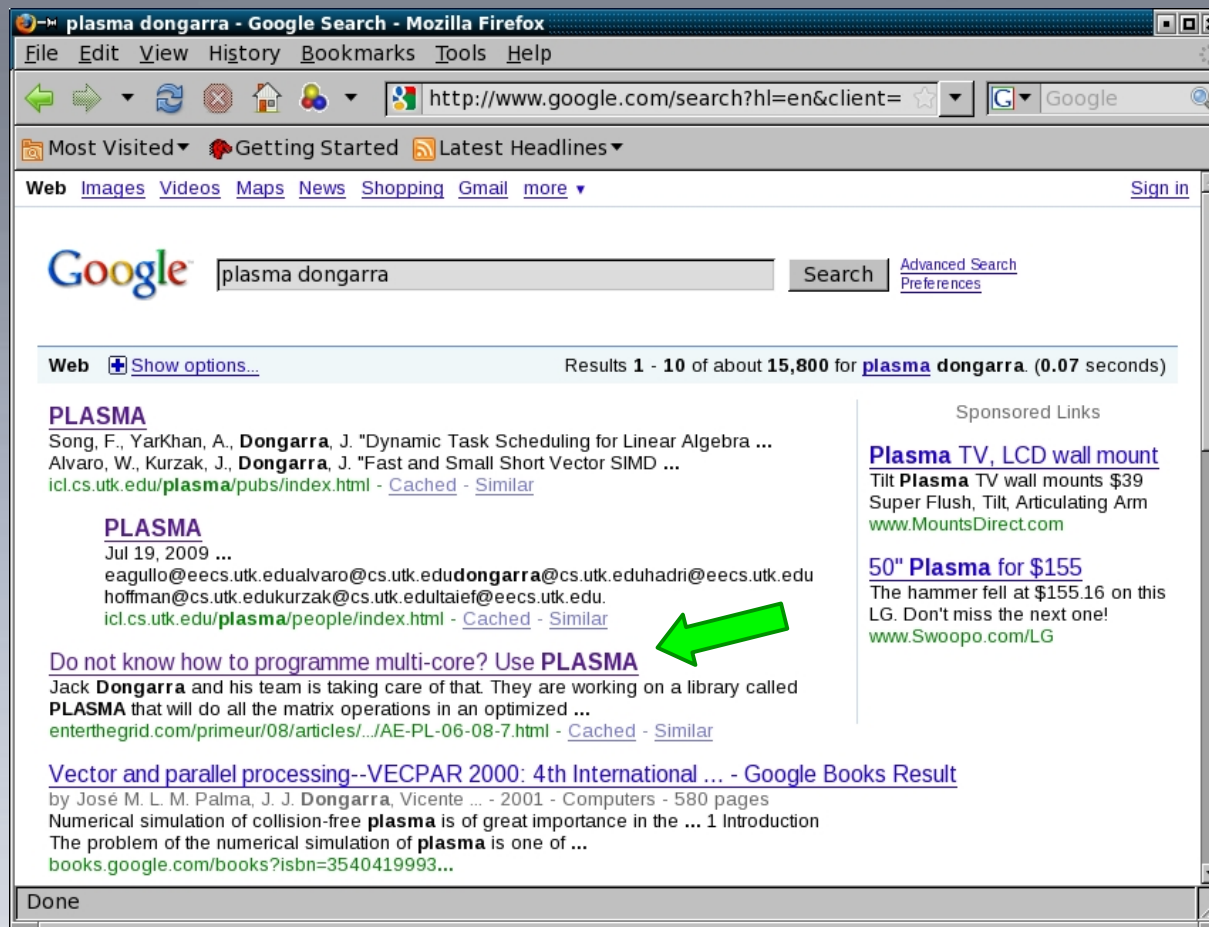 plasma dongarra - Google Search - Mozilla Firefox
File Edit View History Bookmarks Tools Help
http://www.google.com/search?hl=en&client= G Google
Most Visited Getting Started Latest Headlines
Web Images Videos Maps News Shopping Gmail more Sign in
Google plasma dongarra Search Advanced Search
Preferences
Web Show options... Results 1 - 10 of about 15,800 for plasma dongarra. (0.07 seconds)
PLASMA
Song, F., YarKhan, A., Dongarra, J. "Dynamic Task Scheduling for Linear Algebra ...
Alvaro, W., Kurzak, J., Dongarra, J. "Fast and Small Short Vector SIMD ...
icl.cs.utk.edu/plasma/pubs/index.html - Cached - Similar
PLASMA
Jul 19, 2009 ...
eagullo@eecs.utk.edualvaro@cs.utk.edudongarra@cs.utk.eduhadri@eecs.utk.edu
hoffman@cs.utk.edukurzak@cs.utk.edultaief@eecs.utk.edu.
icl.cs.utk.edu/plasma/people/index.html - Cached - Similar
Do not know how to programme multi-core? Use PLASMA
Jack Dongarra and his team is taking care of that. They are working on a library called
PLASMA that will do all the matrix operations in an optimized ...
enterthegrid.com/primeur/08/articles/.../AE-PL-06-08-7.html - Cached - Similar
Vector and parallel processing--VECPAR 2000: 4th International ... - Google Books Result
by José M. L. M. Palma, J. J. Dongarra, Vicente ... - 2001 - Computers - 580 pages
Numerical simulation of collision-free plasma is of great importance in the ... 1 Introduction
The problem of the numerical simulation of plasma is one of ...
books.google.com/books?isbn=3540419993...
Sponsored Links
Plasma TV, LCD wall mount
Tilt Plasma TV wall mounts $39
Super Flush, Tilt, Articulating Arm
www.MountsDirect.com
50" Plasma for $155
The hammer fell at $155.16 on this
LG. Don't miss the next one!
www.Swoopo.com/LG
Done